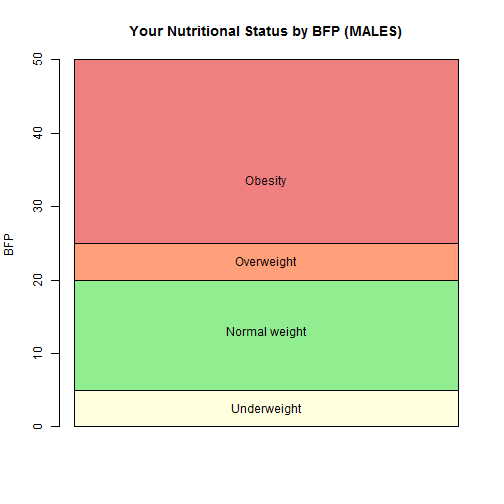 Your Nutritional Status by BFP (MALES)
50
40
30
20
10
0
BFP
Obesity
Overweight
Normal weight
Underweight